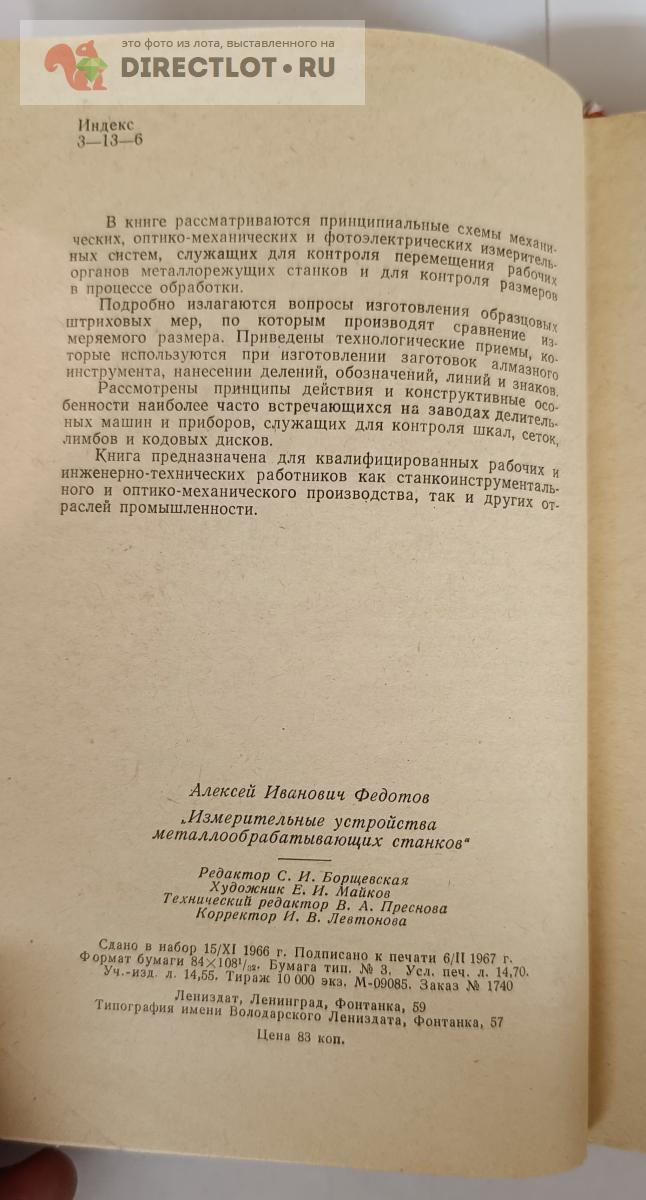 это фото из лота, выставленного на
DIRECTLOT.RU
Индекс
3—13—6
В книге рассматриваются принципиальные схемы механи-
ческих, оптико-механических и фотоэлектрических измеритель-
ных систем, служащих для контроля перемещения рабочих
органов металлорежущих станков и для контроля размеров
в процессе обработки.
Подробно излагаются вопросы изготовления образцовых
штриховых мер, по которым производят сравнение из-
меряемого размера. Приведены технологические приемы, ко-
торые используются при изготовлении заготовок алмазного
инструмента, нанесении делений, обозначений, линий и знаков.
Рассмотрены принципы действия и конструктивные осо-
бенности наиболее часто встречающихся на заводах делитель-
ных машин и приборов, служащих для контроля шкал, сеток,
лимбов и кодовых дисков.
Книга предназначена для квалифицированных рабочих и
инженерно-технических работников как станкоинструменталь-
ного и оптико-механического производства, так и других от-
раслей промышленности.
Алексей Иванович Федотов
„Измерительные устройства
металлообрабатывающих станков"
Редактор С. И. Борщевская
Художник Е. И. Майков
Технический редактор В. А. Преснова
Корректор И. В. Левтонова
Сдано в набор 15/XI 1966 г. Подписано к печати 6/II 1967 г.
Формат бумаги 84×108¹/₃₂. Бумага тип. № 3. Усл. печ. л. 14,70.
Уч.-изд. л. 14,55. Тираж 10 000 экз. М-09085. Заказ № 1740
Лениздат, Ленинград, Фонтанка, 59
Типография имени Володарского Лениздата, Фонтанка, 57
Цена 83 коп.